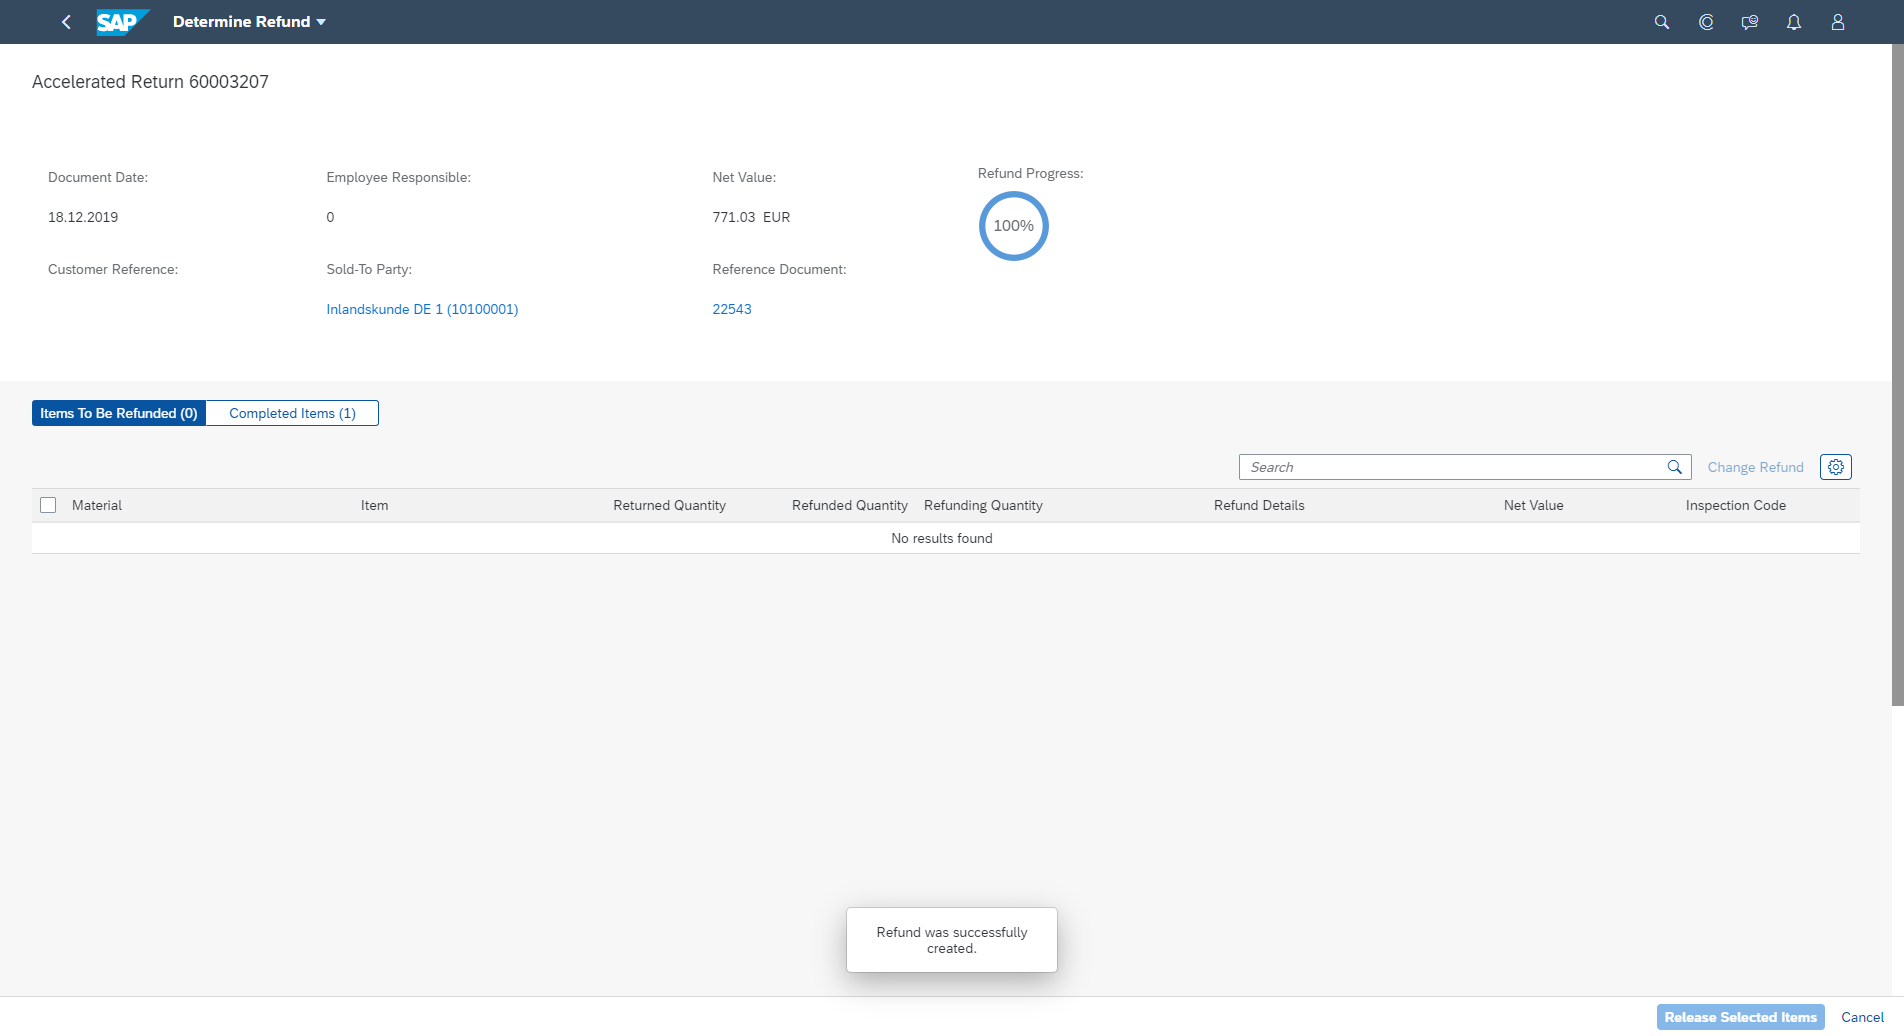 SAP Determine Refund
Accelerated Return 60003207
Document Date:
18.12.2019
Employee Responsible:
0
Net Value:
771.03 EUR
Refund Progress:
100%
Customer Reference:
Sold-To Party:
Inlandskunde DE 1 (10100001)
Reference Document:
22543
Items To Be Refunded (0) Completed Items (1)
Search Change Refund
Material Item Returned Quantity Refunded Quantity Refunding Quantity Refund Details Net Value Inspection Code
No results found
Refund was successfully
created.
Release Selected Items Cancel